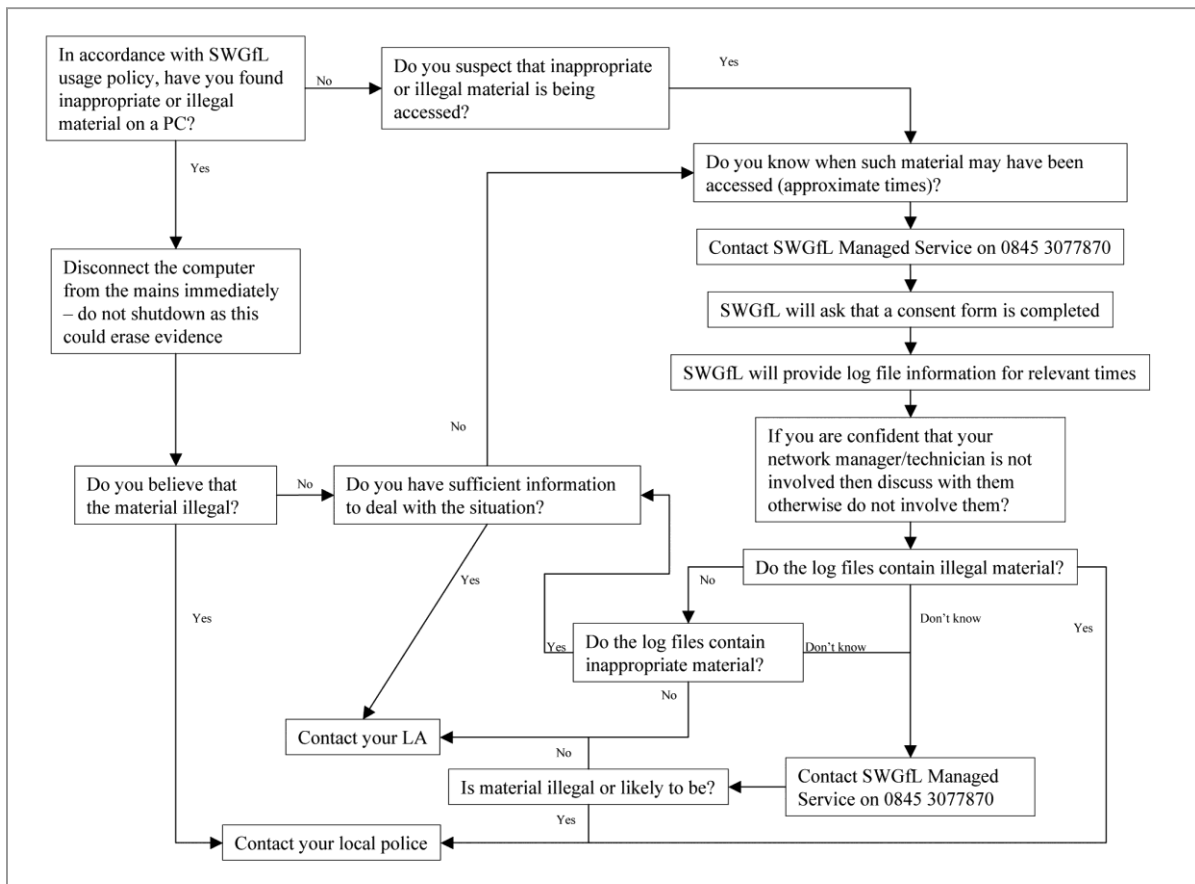 In accordance with SWGfL
usage policy, have you found
inappropriate or illegal
material on a PC?
No
Do you suspect that inappropriate
or illegal material is being
accessed?
Yes
Yes
Do you know when such material may have been
accessed (approximate times)?
Contact SWGfL Managed Service on 0845 3077870
Disconnect the computer
from the mains immediately
– do not shutdown as this
could erase evidence
SWGfL will ask that a consent form is completed
SWGfL will provide log file information for relevant times
No
If you are confident that your
network manager/technician is not
involved then discuss with them
otherwise do not involve them?
Do you believe that
the material illegal?
No
Do you have sufficient information
to deal with the situation?
Do the log files contain illegal material?
No
Yes
Yes
Don't know
Yes
Do the log files contain
inappropriate material?
Yes
Don't know
No
Contact your LA
No
Contact SWGfL Managed
Service on 0845 3077870
Is material illegal or likely to be?
Yes
Contact your local police